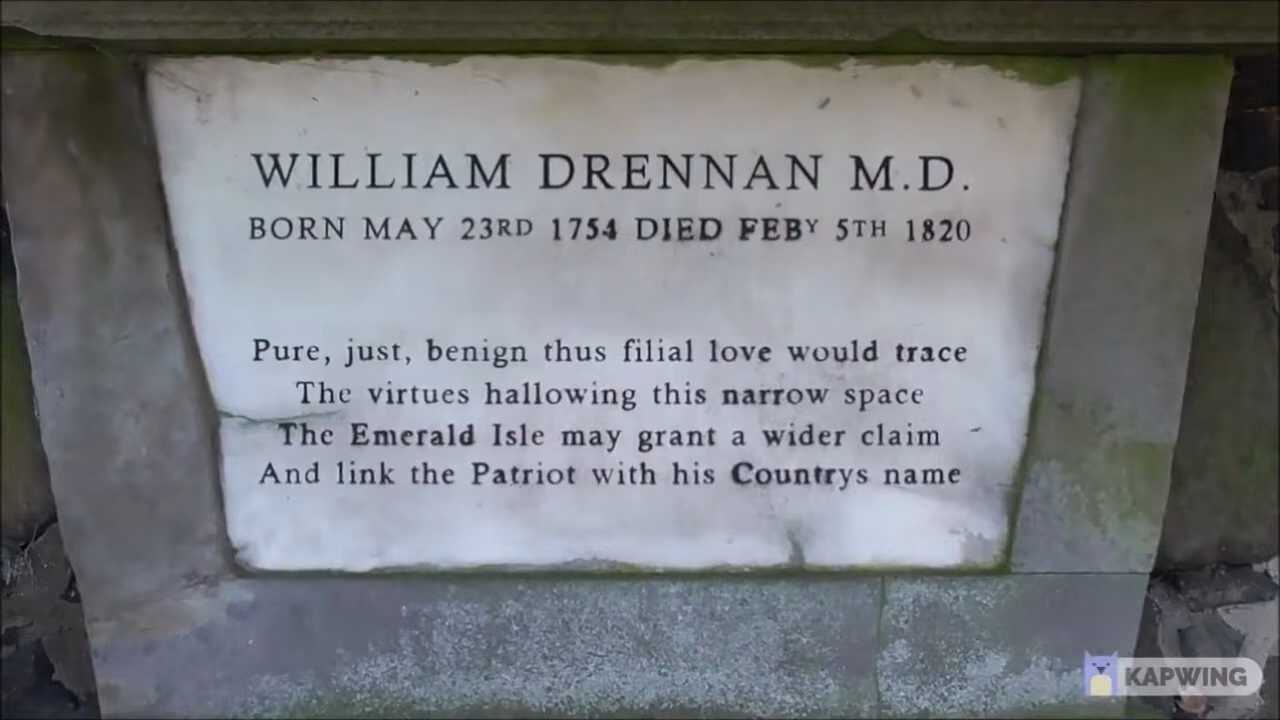 WILLIAM DRENNAN M.D.
BORN MAY 23RD 1754 DIED FEBY 5TH 1820
Pure, just, benign thus filial love would trace
The virtues hallowing this narrow space
The Emerald Isle may grant a wider claim
And link the Patriot with his Countrys name
KAPWING